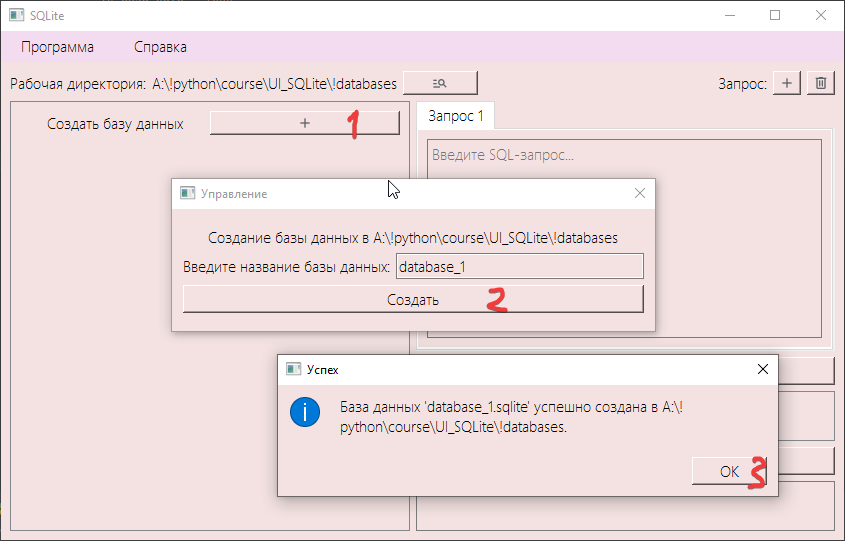 SQLite
Программа Справка
Рабочая директория: A:\!python\course\UI_SQLite\!databases
Запрос: +
Создать базу данных + 1
Запрос 1
Введите SQL-запрос...
Управление
Создание базы данных в A:\!python\course\UI_SQLite\!databases
Введите название базы данных: database_1
Создать 2
Успех
База данных 'database_1.sqlite' успешно создана в A:\!
python\course\UI_SQLite\!databases.
OK 3